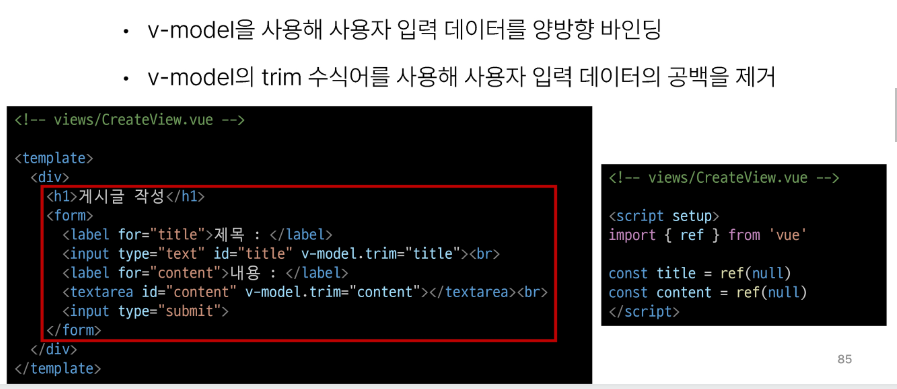 • v-model을 사용해 사용자 입력 데이터를 양방향 바인딩
• v-model의 trim 수식어를 사용해 사용자 입력 데이터의 공백을 제거
<!-- views/CreateView.vue -->
<template>
  <div>
    <h1>게시글 작성</h1>
    <form>
      <label for="title">제목 : </label>
      <input type="text" id="title" v-model.trim="title"><br>
      <label for="content">내용 : </label>
      <textarea id="content" v-model.trim="content"></textarea><br>
      <input type="submit">
    </form>
  </div>
</template>
<!-- views/CreateView.vue -->
<script setup>
import { ref } from 'vue'
const title = ref(null)
const content = ref(null)
</script>
85